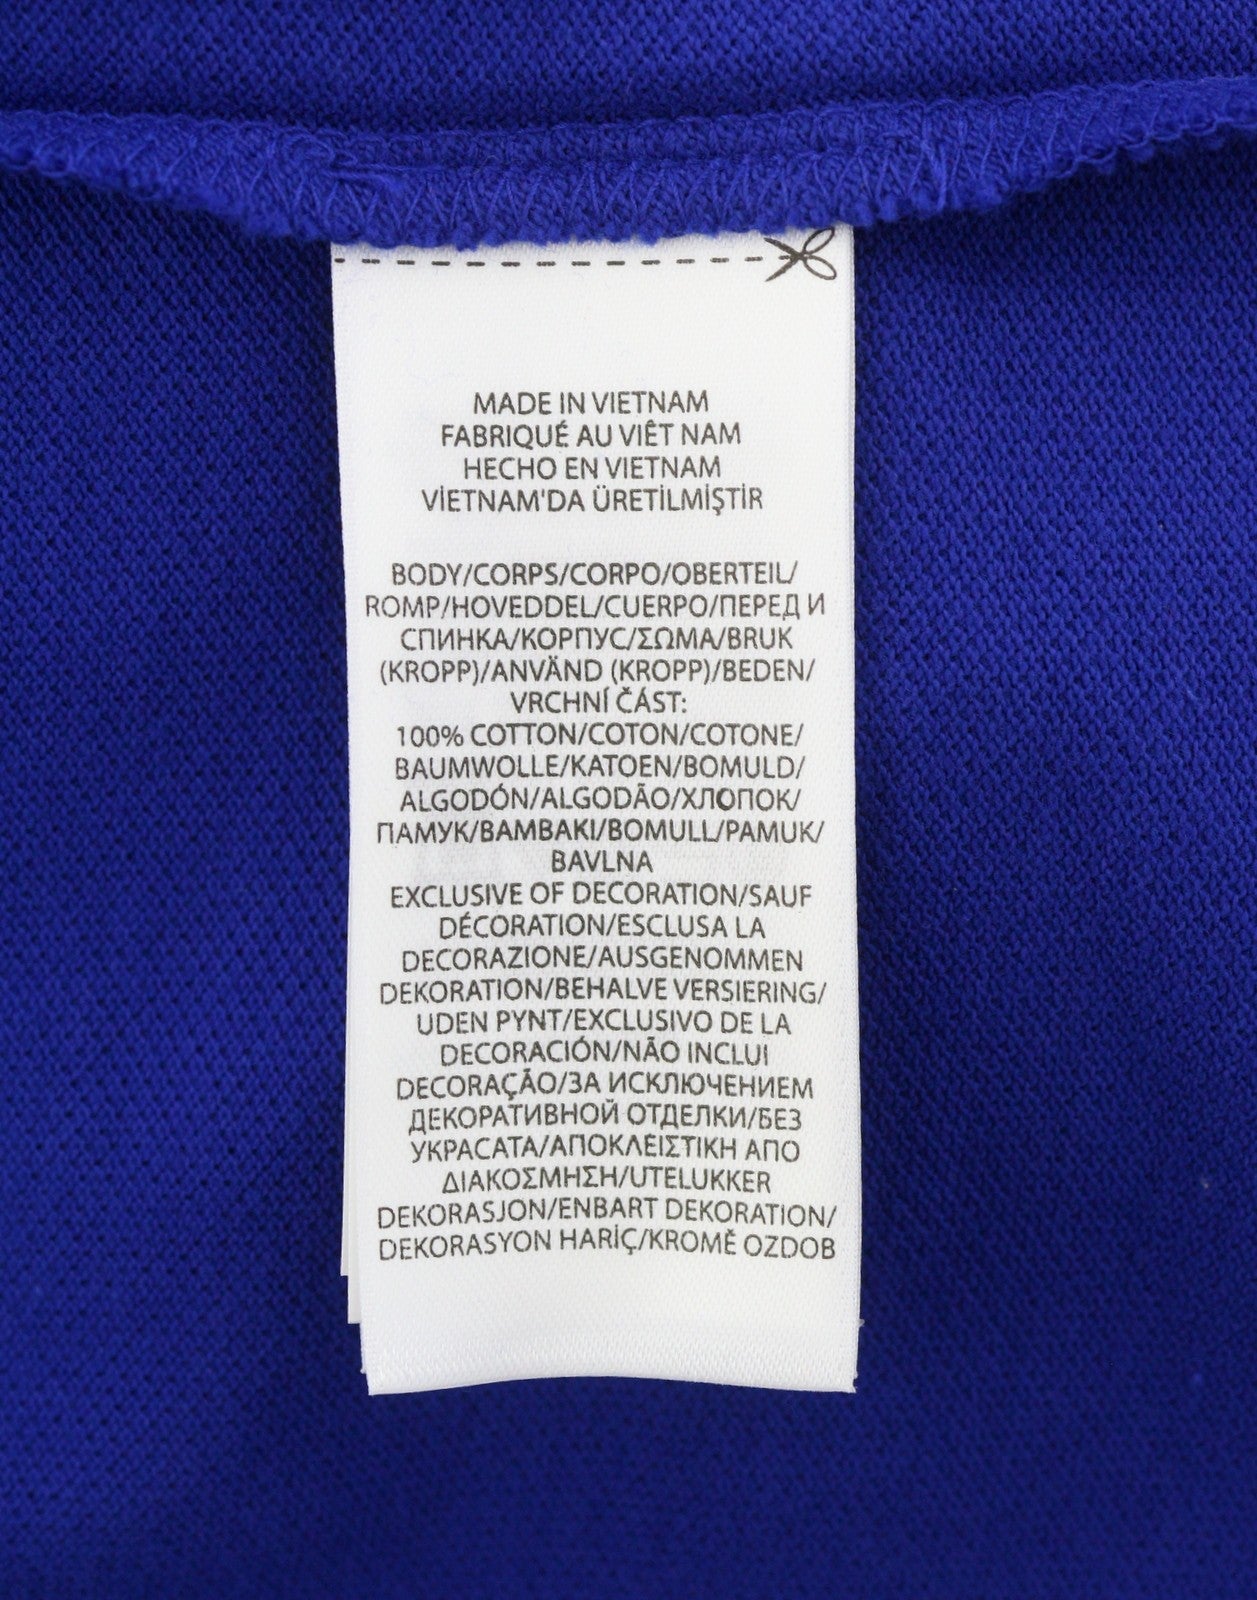 MADE IN VIETNAM
FABRIQUÉ AU VIÊT NAM
HECHO EN VIETNAM
VİETNAM'DA ÜRETİLMİŞTİR
BODY/CORPS/CORPO/OBERTEIL/
ROMP/HOVEDDEL/CUERPO/ПЕРЕД И
СПИНКА/КОРПУС/ΣΩΜΑ/BRUK
(KROPP)/ANVÄND (KROPP)/BEDEN/
VRCHNÍ ČÁST:
100% COTTON/COTON/COTONE/
BAUMWOLLE/KATOEN/BOMULD/
ALGODÓN/ALGODÃO/ХЛОПОК/
ПАМУК/ΒΑΜΒΑΚΙ/BOMULL/PAMUK/
BAVLNA
EXCLUSIVE OF DECORATION/SAUF
DÉCORATION/ESCLUSA LA
DECORAZIONE/AUSGENOMMEN
DEKORATION/BEHALVE VERSIERING/
UDEN PYNT/EXCLUSIVO DE LA
DECORACIÓN/NÃO INCLUI
DECORAÇÃO/ЗА ИСКЛЮЧЕНИЕМ
ДЕКОРАТИВНОЙ ОТДЕЛКИ/БЕЗ
УКРАСАТА/ΑΠΟΚΛΕΙΣΤΙΚΗ ΑΠΟ
ΔΙΑΚΟΣΜΗΣΗ/UTELUKKER
DEKORASJON/ENBART DEKORATION/
DEKORASYON HARİÇ/KROMĚ OZDOB